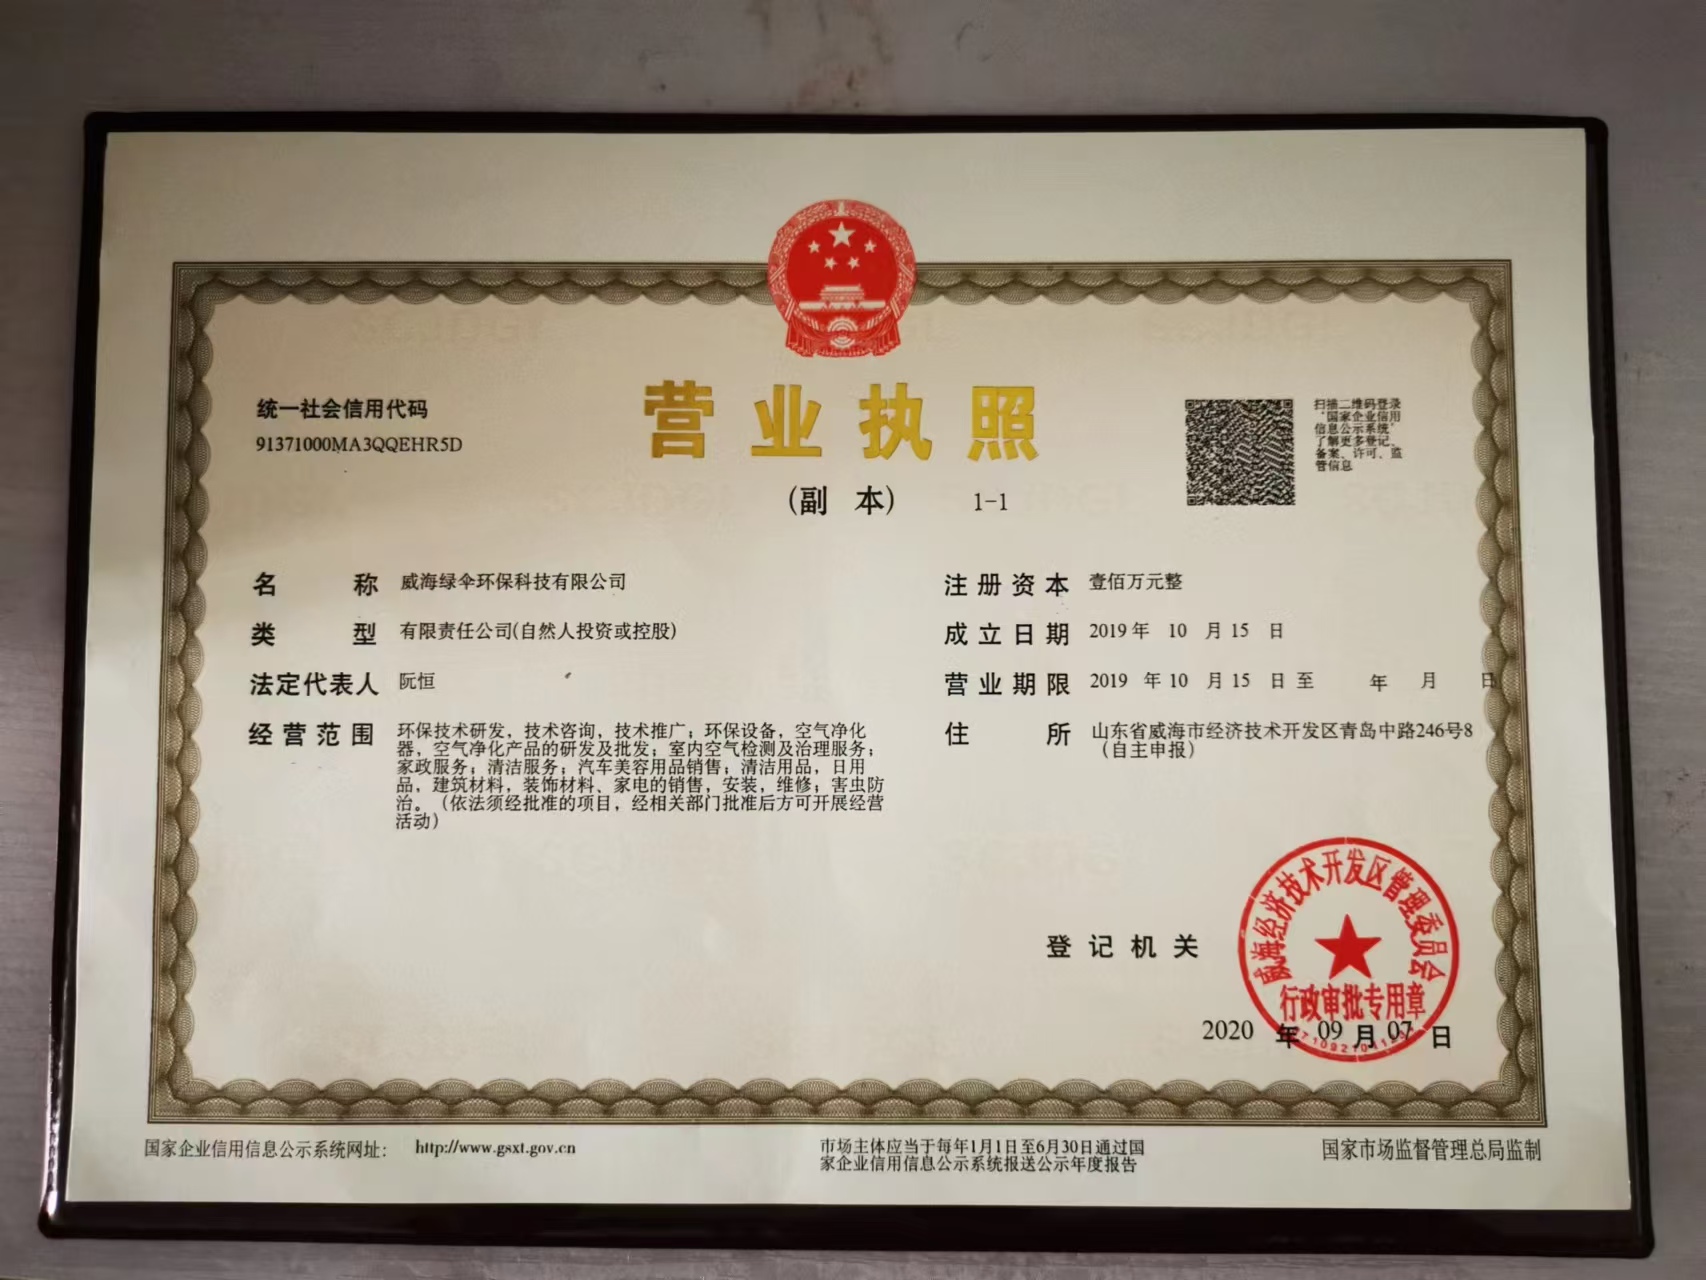 统一社会信用代码
91371000MA3QQEHR5D
营业执照
(副 本) 1-1
扫描二维码登录
“国家企业信用
信息公示系统”
了解更多登记、
备案、许可、监
管信息
名 称 威海绿伞环保科技有限公司
类 型 有限责任公司(自然人投资或控股)
法定代表人 阮恒
经营范围 环保技术研发，技术咨询，技术推广；环保设备，空气净化
器，空气净化产品的研发及批发；室内空气检测及治理服务；
家政服务；清洁服务；汽车美容用品销售；清洁用品，日用
品，建筑材料，装饰材料、家电的销售，安装，维修；害虫防
治。（依法须经批准的项目，经相关部门批准后方可开展经营
活动）
注册资本 壹佰万元整
成立日期 2019 年 10 月 15 日
营业期限 2019 年 10 月 15 日 至 年 月 日
住 所 山东省威海市经济技术开发区青岛中路246号8
（自主申报）
登记机关
威海经济技术开发区管理委员会
行政审批专用章
2020 年 09 月 07 日
国家企业信用信息公示系统网址： http://www.gsxt.gov.cn
市场主体应当于每年1月1日至6月30日通过国
家企业信用信息公示系统报送公示年度报告
国家市场监督管理总局监制